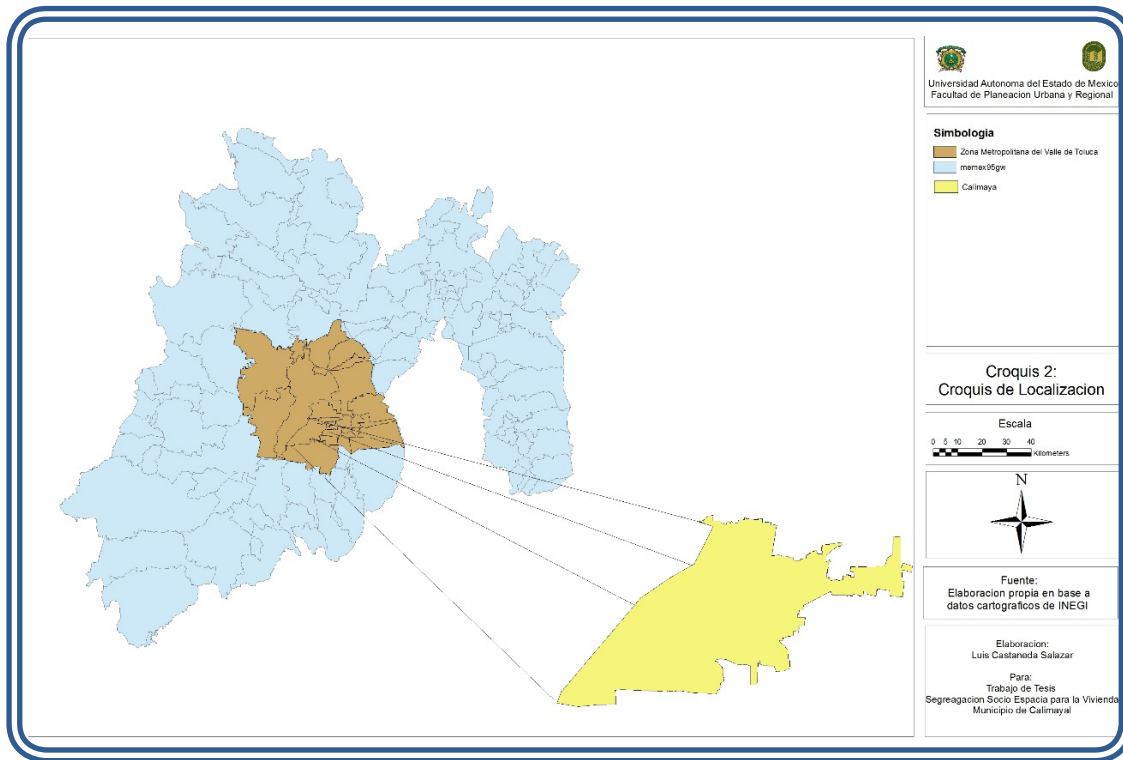 Universidad Autonoma del Estado de Mexico
Facultad de Planeacion Urbana y Regional
Simbologia
Zona Metropolitana del Valle de Toluca
memex95gw
Calimaya
Croquis 2:
Croquis de Localizacion
Escala
0 5 10 20 30 40
Kilometers
N
Fuente:
Elaboracion propia en base a
datos cartograficos de INEGI
Elaboracion:
Luis Castaneda Salazar
Para:
Trabajo de Tesis
Segreagacion Socio Espacia para la Vivienda
Municipio de Calimayal